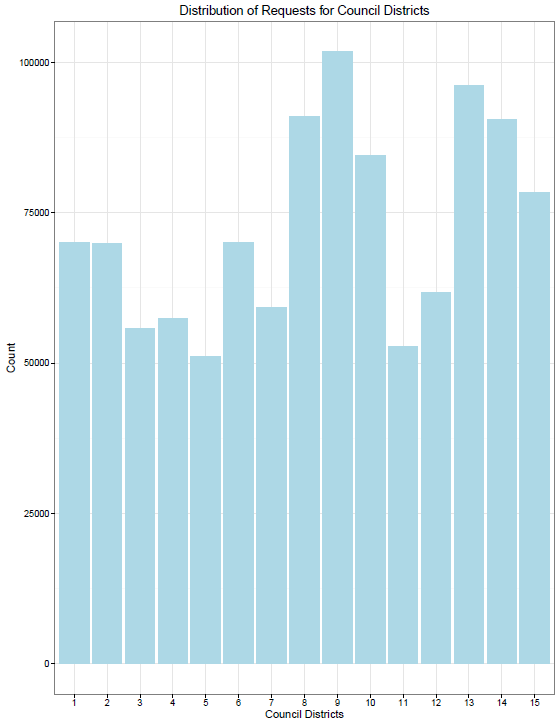 Distribution of Requests for Council Districts
100000
75000
50000
25000
0
Count
1 2 3 4 5 6 7 8 9 10 11 12 13 14 15
Council Districts